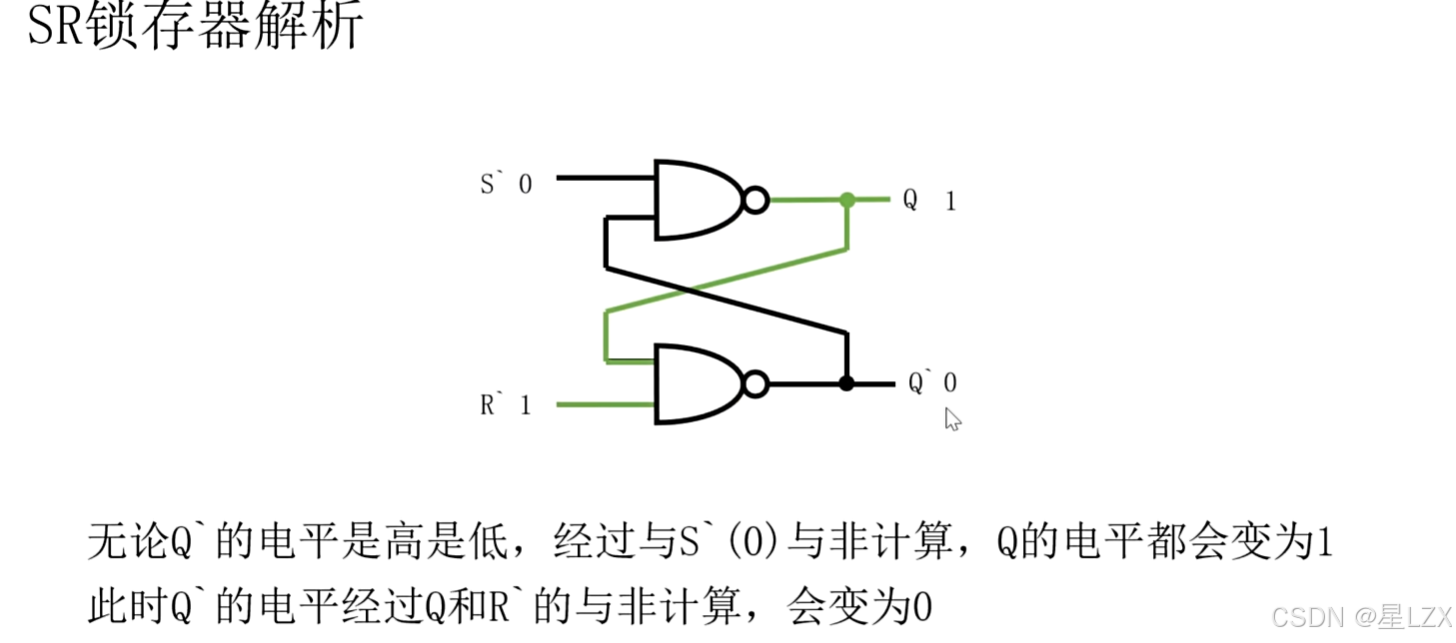 SR锁存器解析
S` 0
Q 1
R` 1
Q` 0
无论Q`的电平是高是低，经过与S`(0)与非计算，Q的电平都会变为1
此时Q`的电平经过Q和R`的与非计算，会变为0
CSDN @星LZX